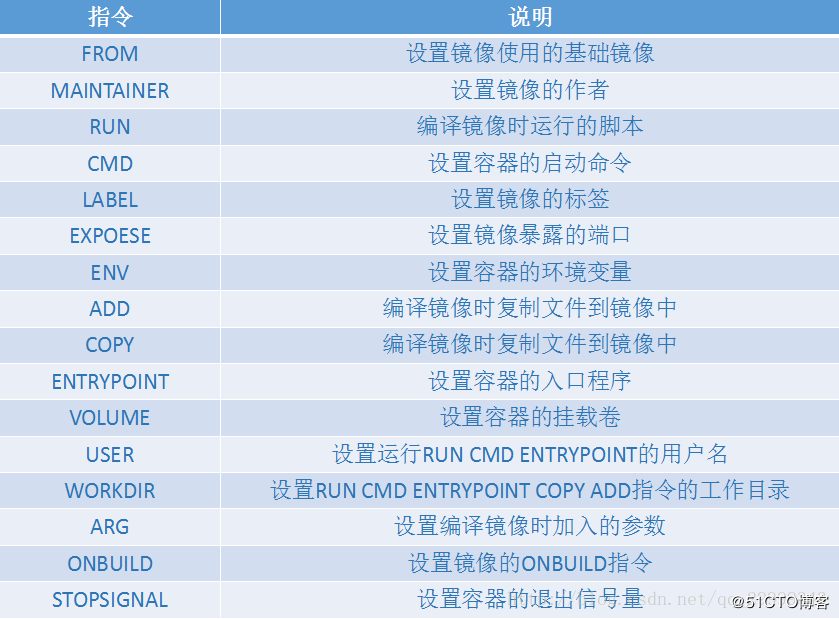 指令 说明
FROM 设置镜像使用的基础镜像
MAINTAINER 设置镜像的作者
RUN 编译镜像时运行的脚本
CMD 设置容器的启动命令
LABEL 设置镜像的标签
EXPOESE 设置镜像暴露的端口
ENV 设置容器的环境变量
ADD 编译镜像时复制文件到镜像中
COPY 编译镜像时复制文件到镜像中
ENTRYPOINT 设置容器的入口程序
VOLUME 设置容器的挂载卷
USER 设置运行RUN CMD ENTRYPOINT的用户名
WORKDIR 设置RUN CMD ENTRYPOINT COPY ADD指令的工作目录
ARG 设置编译镜像时加入的参数
ONBUILD 设置镜像的ONBUILD指令
STOPSIGNAL 设置容器的退出信号量
@51CTO博客